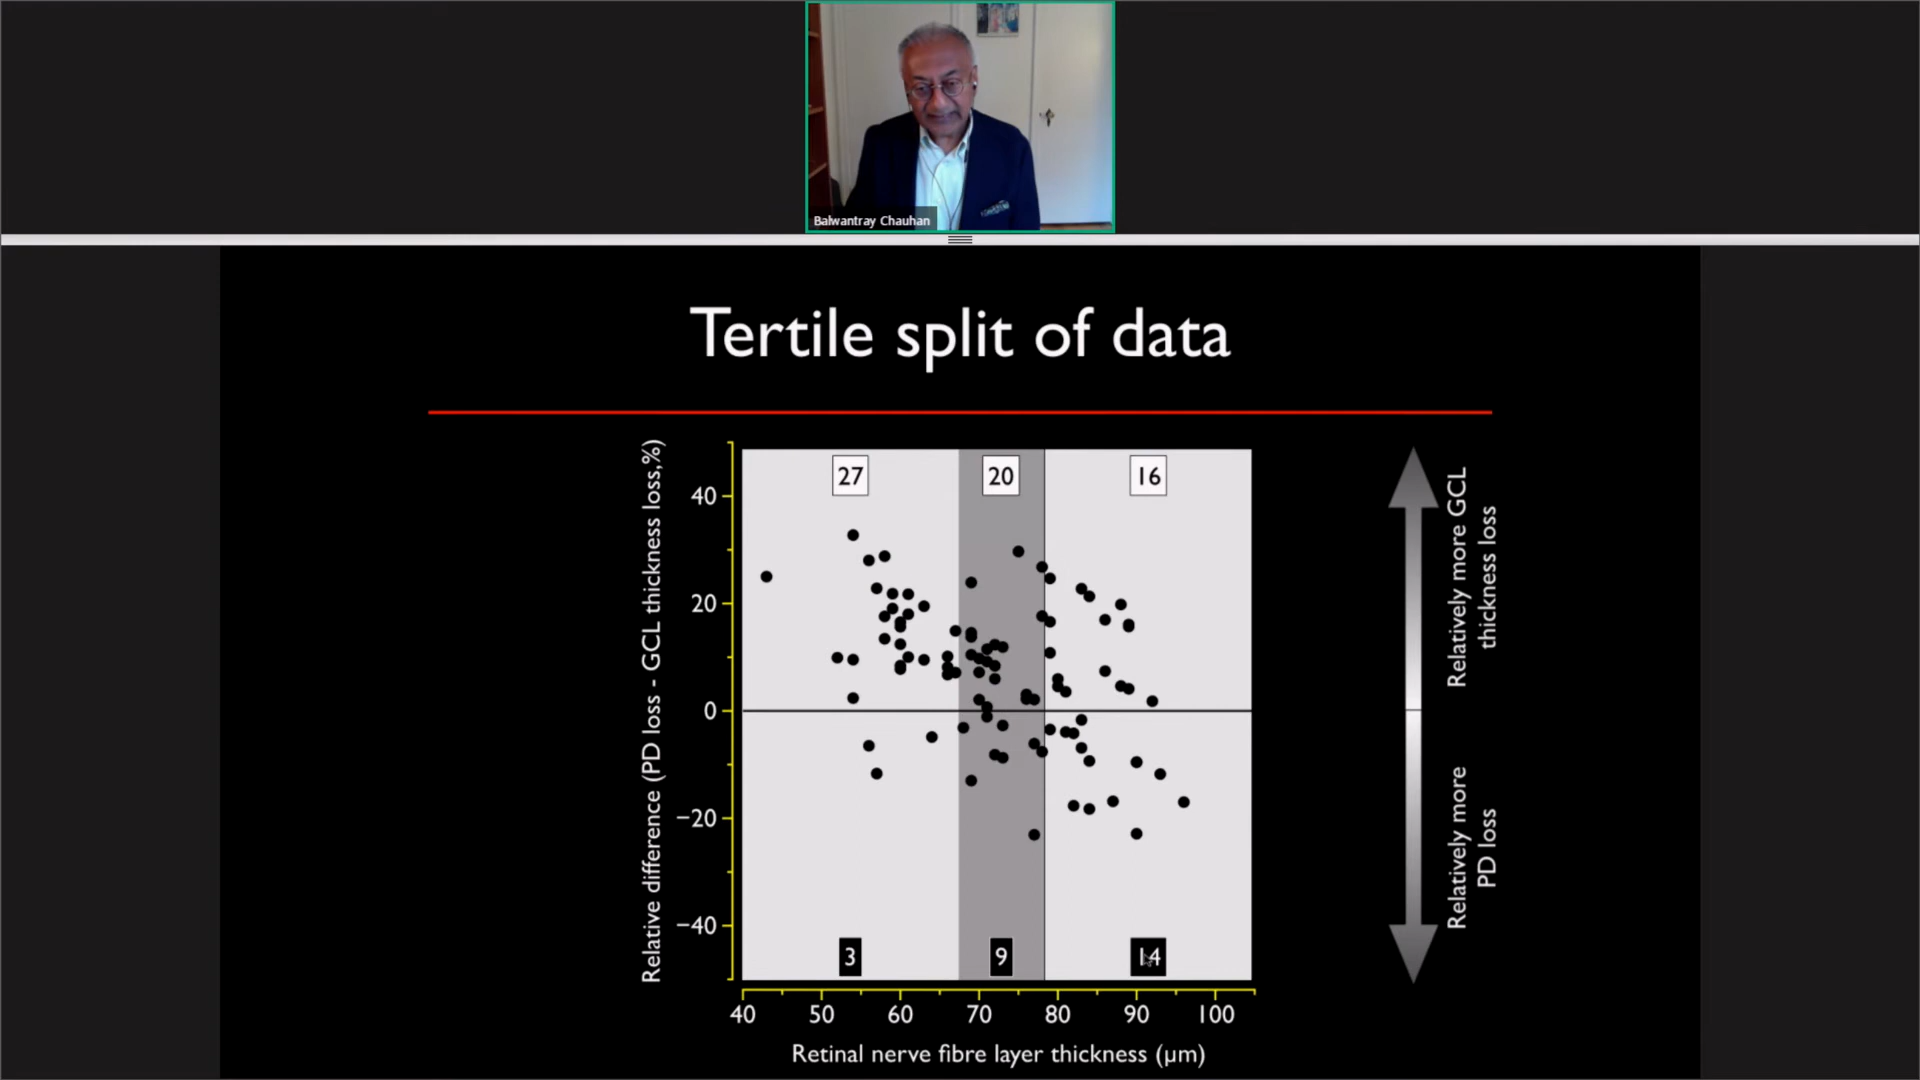 Balwantray Chauhan
Tertile split of data
Relative difference (PD loss - GCL thickness loss,%)
27
20
16
40
20
0
−20
−40
3
9
14
40 50 60 70 80 90 100
Retinal nerve fibre layer thickness (µm)
Relatively more GCL
thickness loss
Relatively more
PD loss